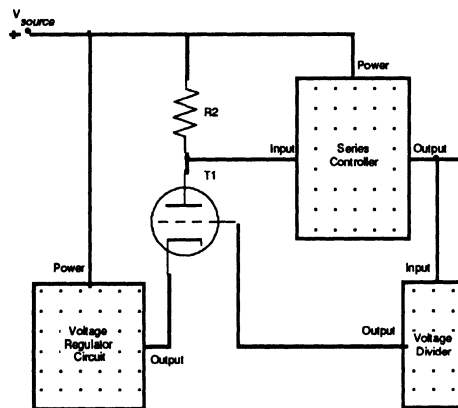 V source
+
Power
R2
Input
Series
Controller
Output
T1
Input
Power
Voltage
Regulator
Circuit
Output
Output
Voltage
Divider